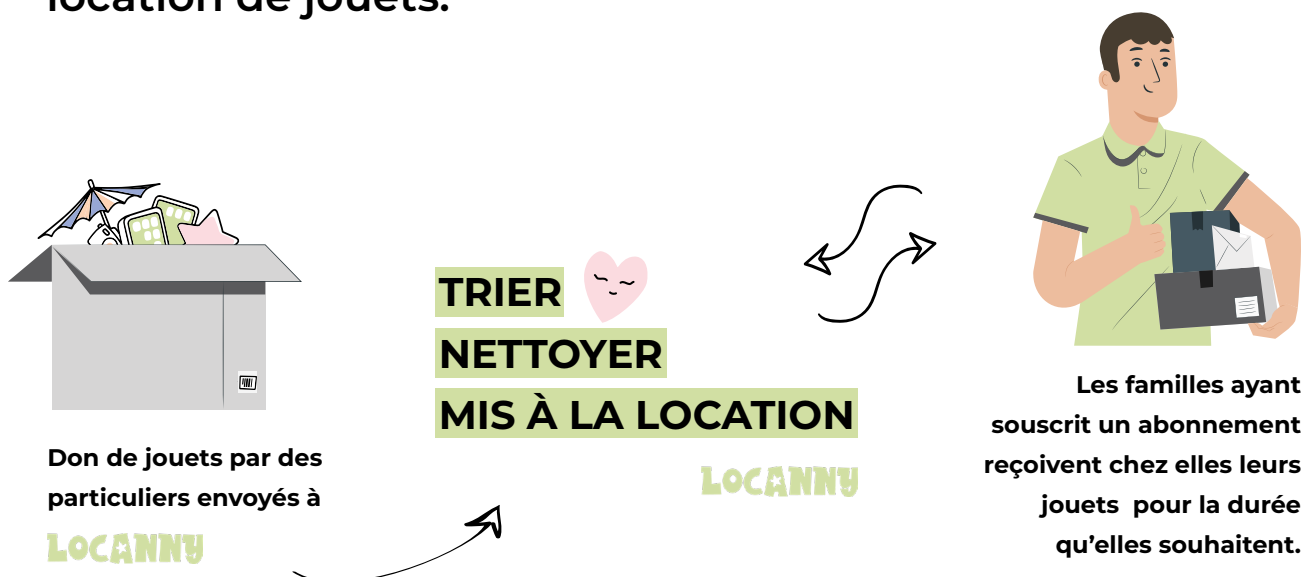 location de jouets.
TRIER
NETTOYER
MIS À LA LOCATION
LOCANNY
Don de jouets par des
particuliers envoyés à
LOCANNY
Les familles ayant
souscrit un abonnement
reçoivent chez elles leurs
jouets  pour la durée
qu’elles souhaitent.